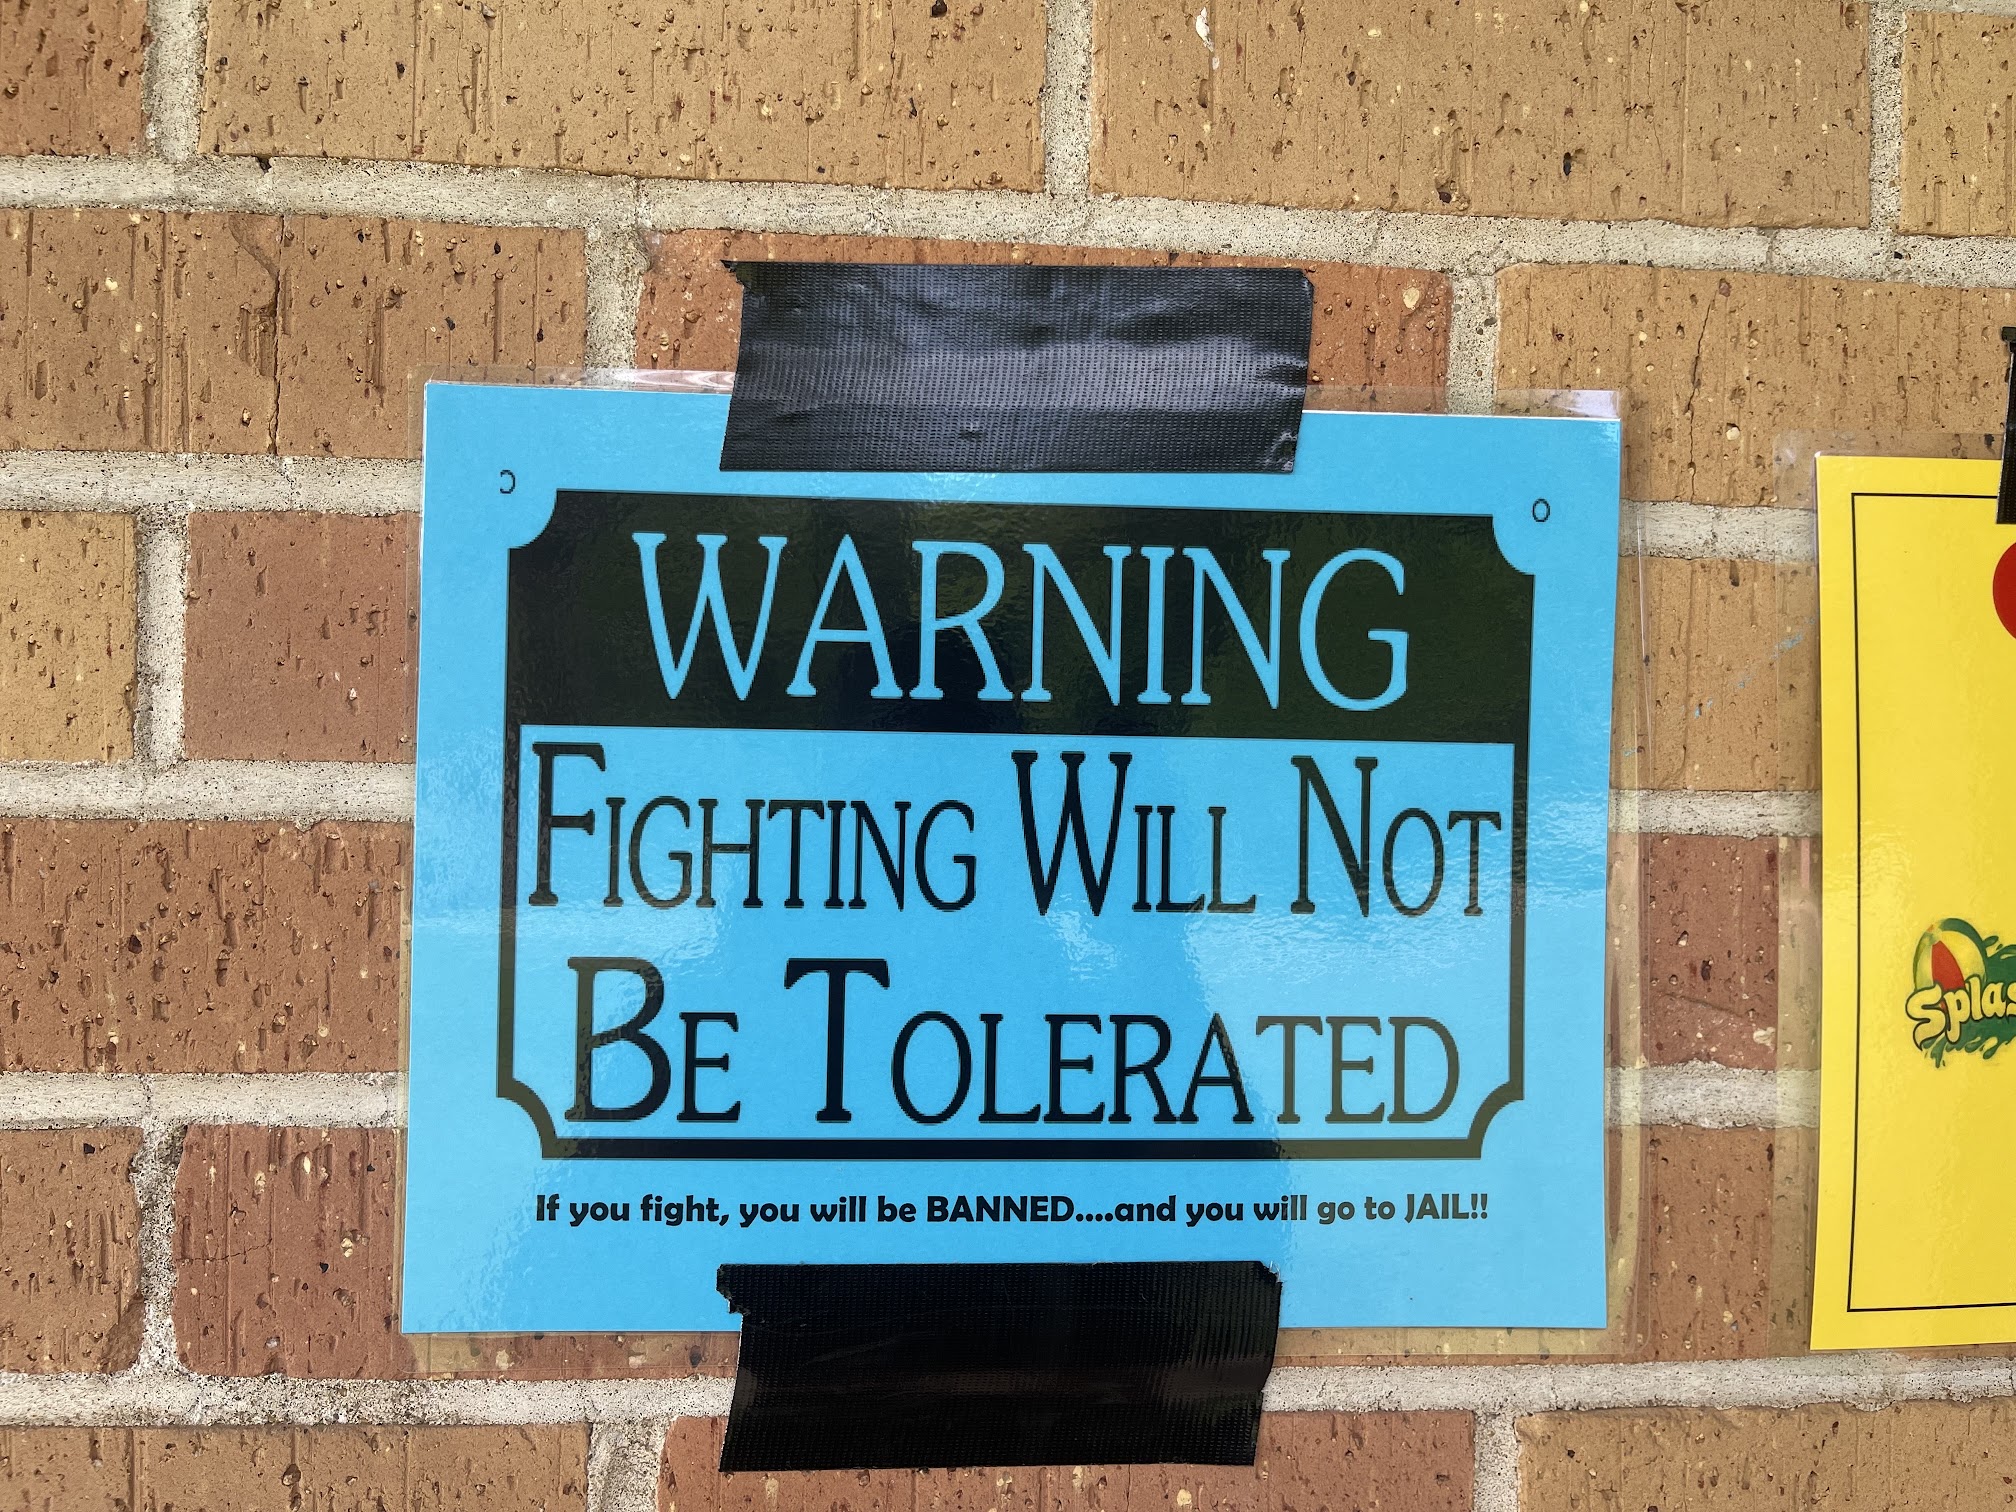 WARNING
FIGHTING WILL NOT
BE TOLERATED
If you fight, you will be BANNED....and you will go to JAIL!!